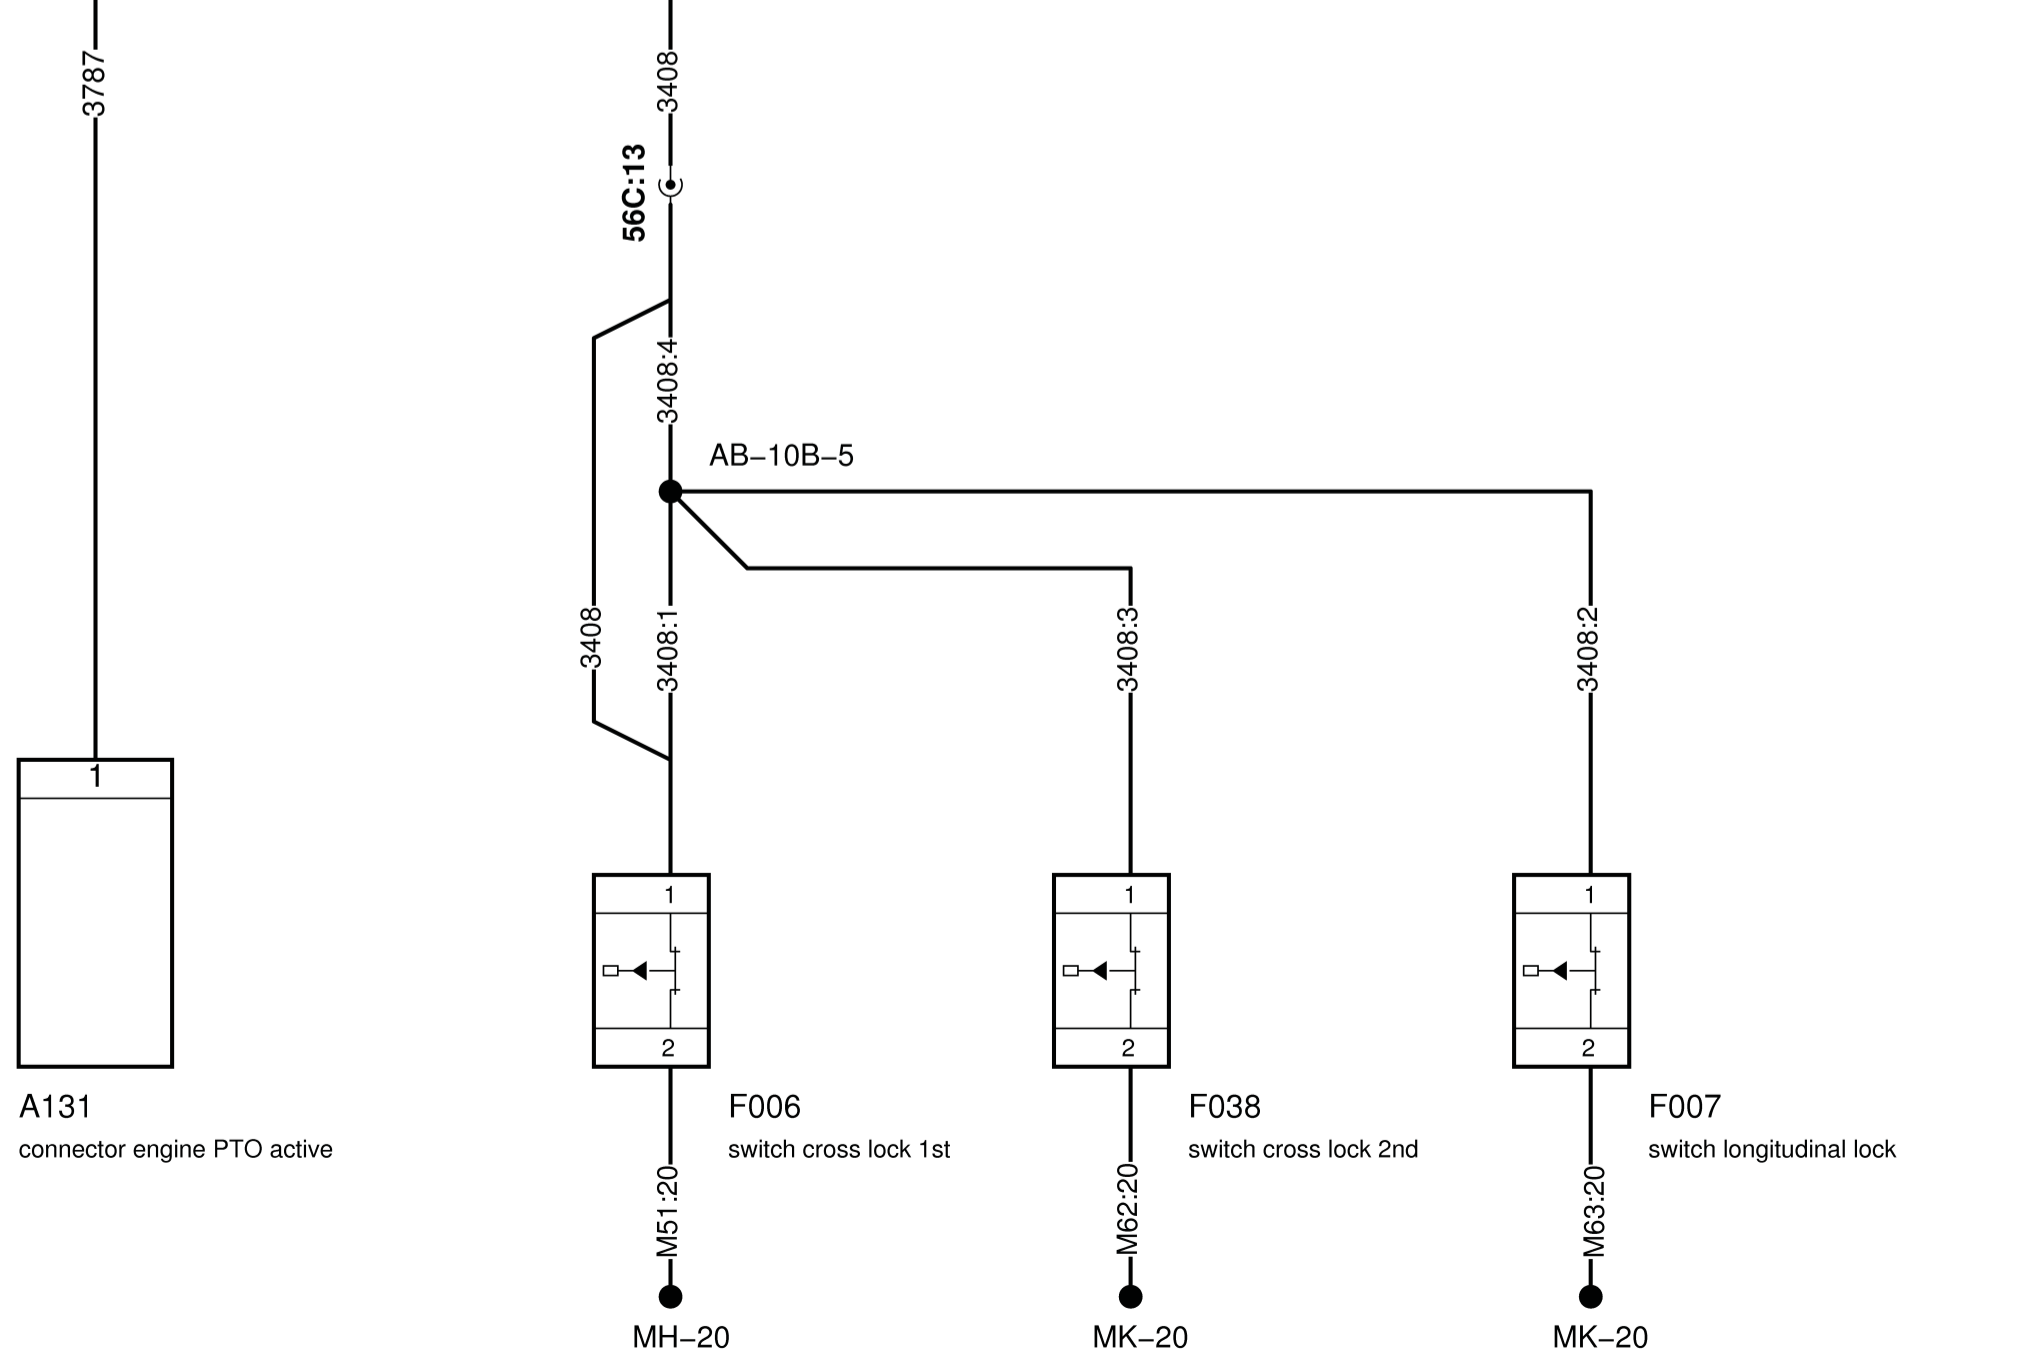 3787
3408
56C:13
3408:4
AB–10B–5
3408
3408:1
3408:3
3408:2
1
1
1
1
2
2
2
A131
connector engine PTO active
F006
switch cross lock 1st
F038
switch cross lock 2nd
F007
switch longitudinal lock
M51:20
M62:20
M63:20
MH–20
MK–20
MK–20